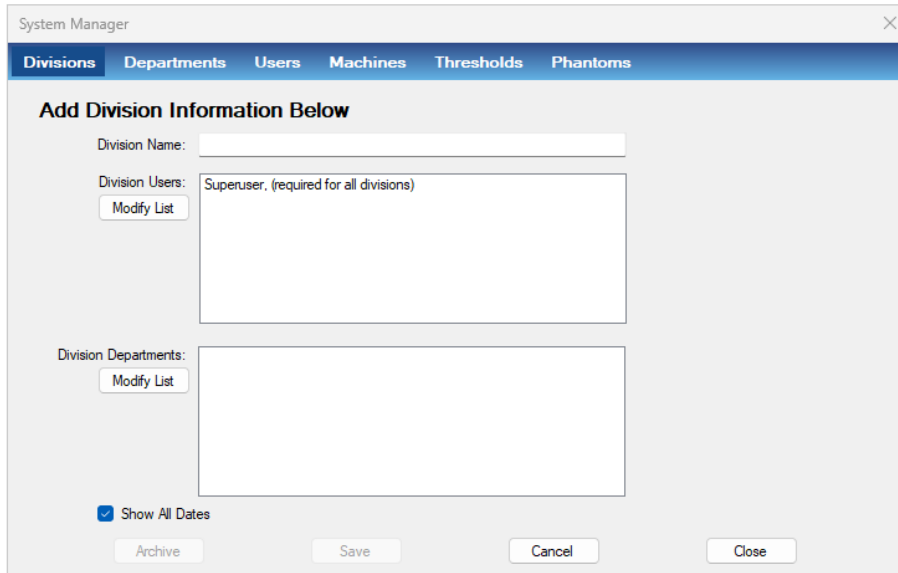 System Manager
Divisions Departments Users Machines Thresholds Phantoms
Add Division Information Below
Division Name:
Division Users: Superuser, (required for all divisions)
Modify List
Division Departments:
Modify List
Show All Dates
Archive Save Cancel Close